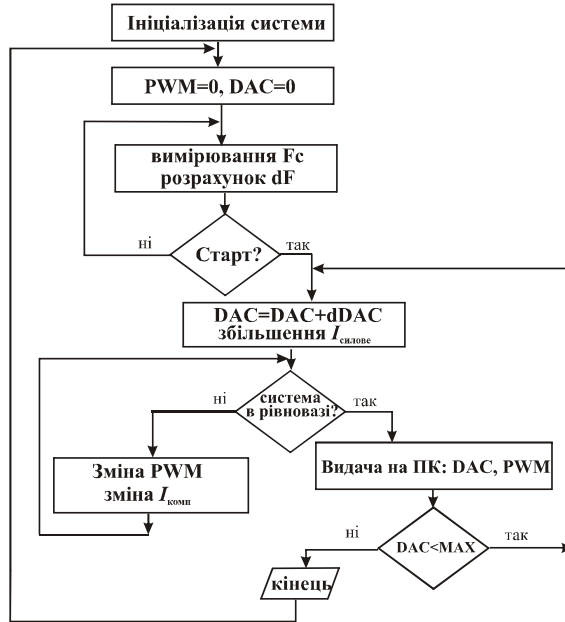 Ініціалізація системи
PWM=0, DAC=0
вимірювання Fc
розрахунок dF
ні
Старт?
так
DAC=DAC+dDAC
збільшення Iсилове
ні
система
в рівновазі?
так
Зміна PWM
зміна Iкомп
Видача на ПК: DAC, PWM
ні
DAC<MAX
так
кінець